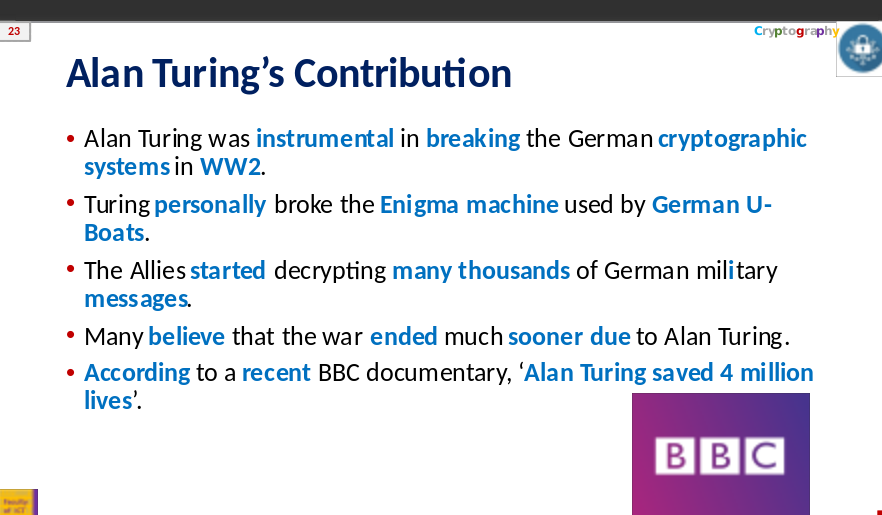 23
Cryptography
Alan Turing's Contribution
• Alan Turing was instrumental in breaking the German cryptographic
systems in WW2.
• Turing personally broke the Enigma machine used by German U-
Boats.
• The Allies started decrypting many thousands of German military
messages.
• Many believe that the war ended much sooner due to Alan Turing.
• According to a recent BBC documentary, ‘Alan Turing saved 4 million
lives’.
BBC
Faculty
of ICT